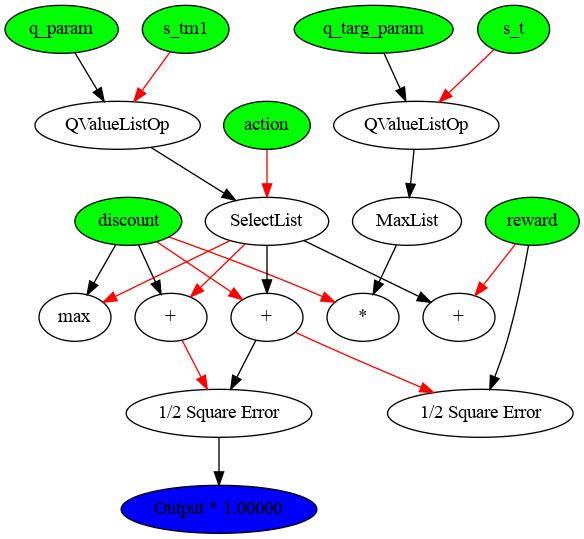 q_param
s_tm1
q_targ_param
s_t
QValueListOp
action
QValueListOp
discount
SelectList
MaxList
reward
max
+
+
*
+
1/2 Square Error
1/2 Square Error
Output * 1.00000